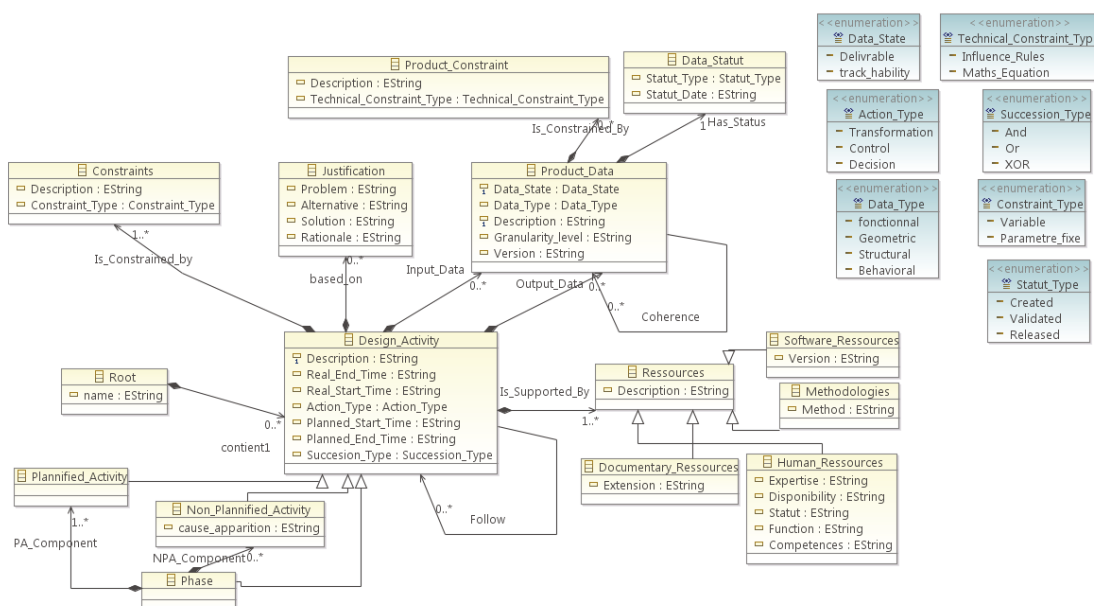 Product_Constraint
Description : EString
Technical_Constraint_Type : Technical_Constraint_Type
Data_Statut
Statut_Type : Statut_Type
Statut_Date : EString
<<enumeration>>
Data_State
Delivrable
track_hability
<<enumeration>>
Technical_Constraint_Typ
Influence_Rules
Maths_Equation
<<enumeration>>
Action_Type
Transformation
Control
Decision
<<enumeration>>
Succession_Type
And
Or
XOR
<<enumeration>>
Data_Type
fonctionnal
Geometric
Structural
Behavioral
<<enumeration>>
Constraint_Type
Variable
Parametre_fixe
<<enumeration>>
Statut_Type
Created
Validated
Released
0..*
Is_Constrained_By
1
Has_Status
Constraints
Description : EString
Constraint_Type : Constraint_Type
Justification
Problem : EString
Alternative : EString
Solution : EString
Rationale : EString
Product_Data
Data_State : Data_State
Data_Type : Data_Type
Description : EString
Granularity_level : EString
Version : EString
1..*
Is_Constrained_by
0..*
based_on
Input_Data
0..*
Output_Data
0..*
0..*
Coherence
Design_Activity
Description : EString
Real_End_Time : EString
Real_Start_Time : EString
Action_Type : Action_Type
Planned_Start_Time : EString
Planned_End_Time : EString
Succesion_Type : Succession_Type
Root
name : EString
0..*
contient1
Is_Supported_By
1..*
Ressources
Description : EString
Software_Ressources
Version : EString
Methodologies
Method : EString
Documentary_Ressources
Extension : EString
Human_Ressources
Expertise : EString
Disponibility : EString
Statut : EString
Function : EString
Competences : EString
0..*
Follow
Plannified_Activity
Non_Plannified_Activity
cause_apparition : EString
1..*
PA_Component
NPA_Component
0..*
Phase